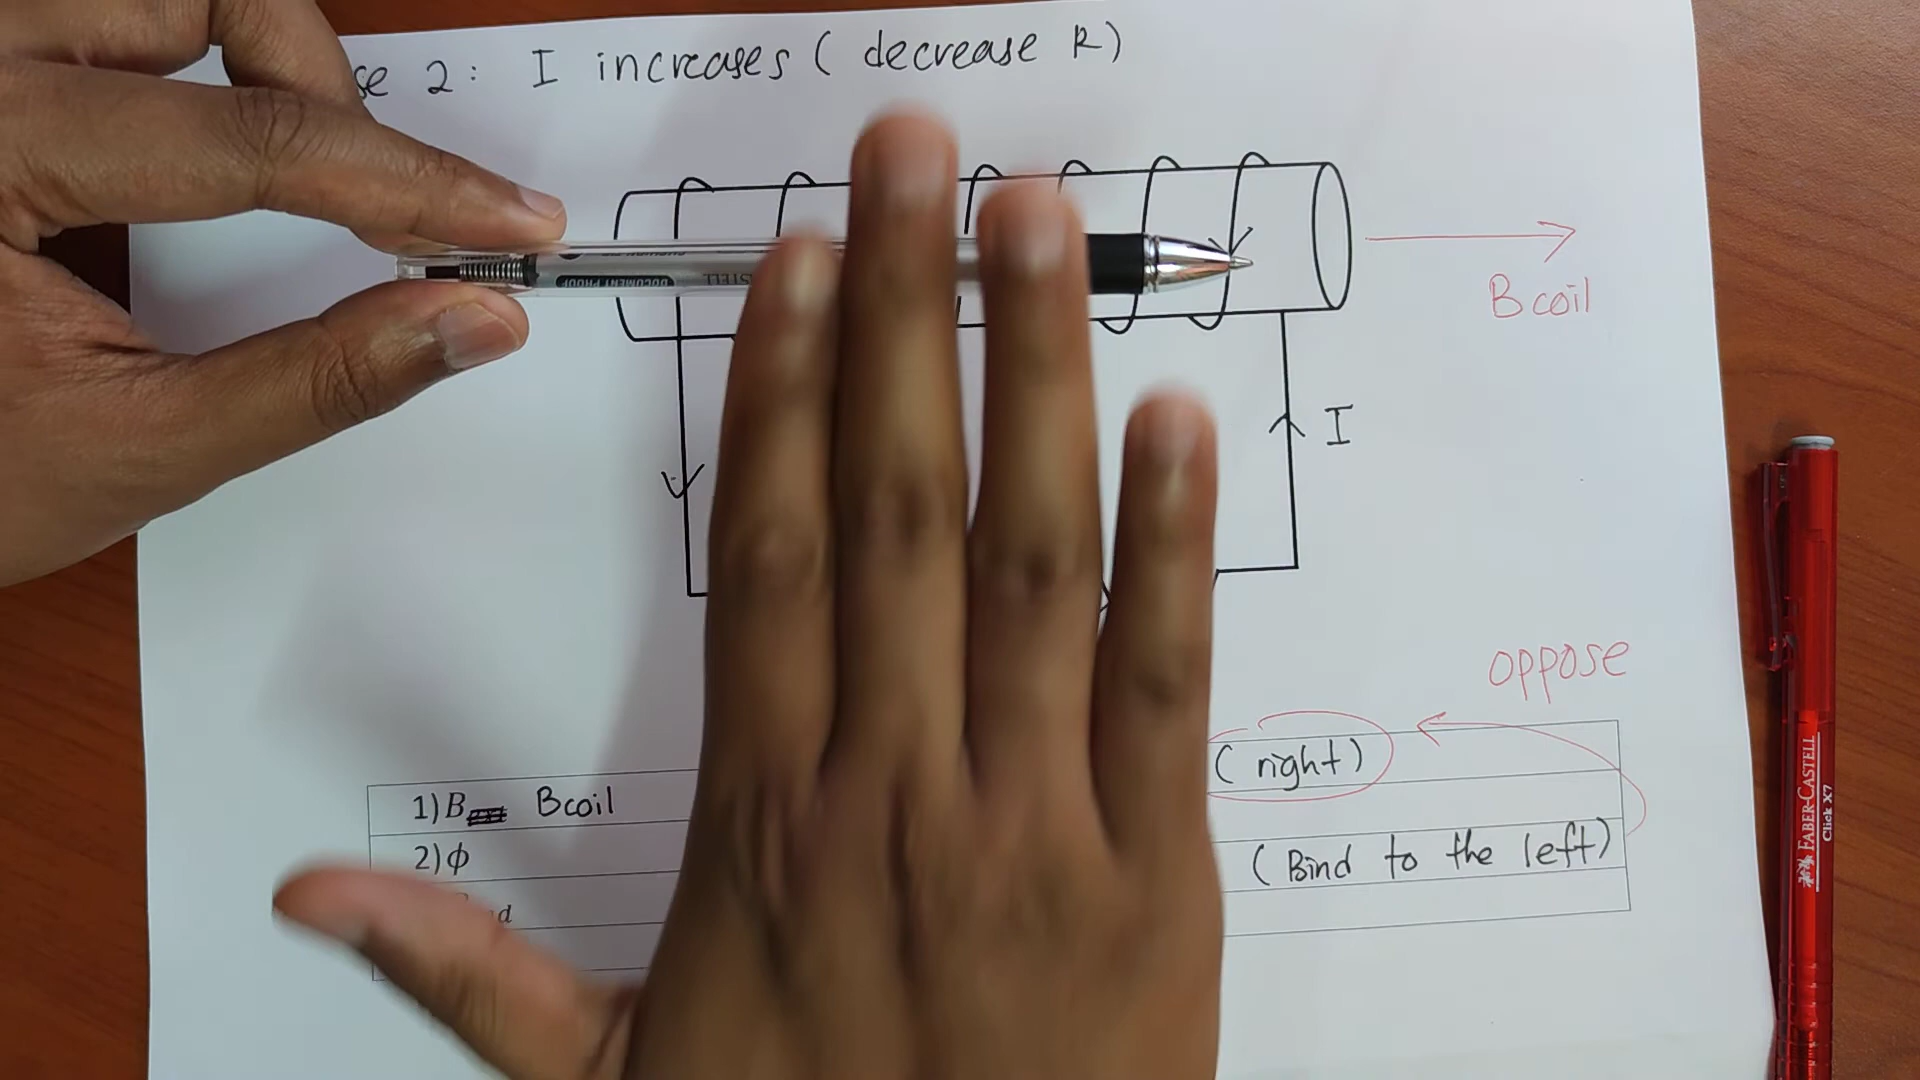 se 2: I increases ( decrease R )
B coil
I
oppose
( right )
1) B Bcoil
2) ϕ
( Bind to the left )
nd
DOCUMENT PROOF
FABER-CASTELL
Click X7